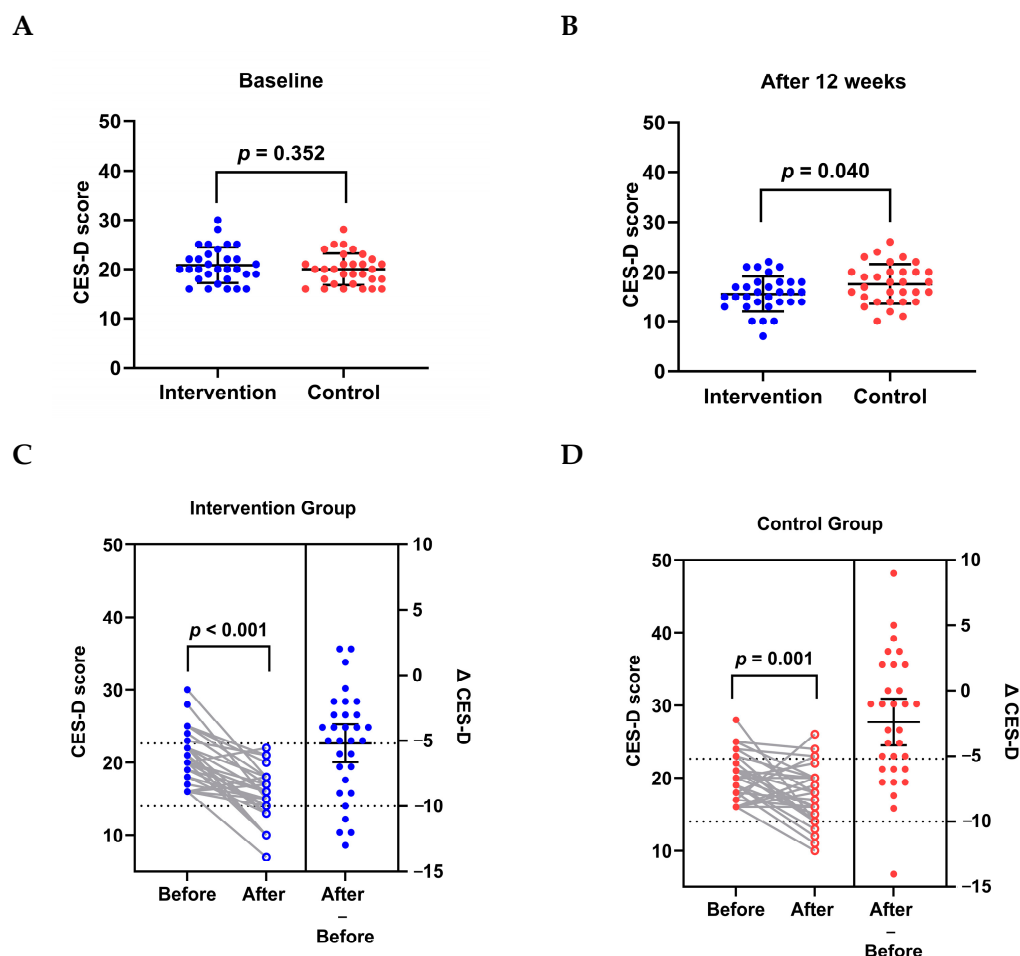 A
B
Baseline
After 12 weeks
50
40
30
20
10
0
CES-D score
p = 0.352
Intervention
Control
50
40
30
20
10
0
CES-D score
p = 0.040
Intervention
Control
C
D
Intervention Group
Control Group
50
40
30
20
10
CES-D score
p < 0.001
10
5
0
−5
−10
−15
Δ CES-D
Before
After
After
–
Before
50
40
30
20
10
CES-D score
p = 0.001
10
5
0
−5
−10
−15
Δ CES-D
Before
After
After
–
Before